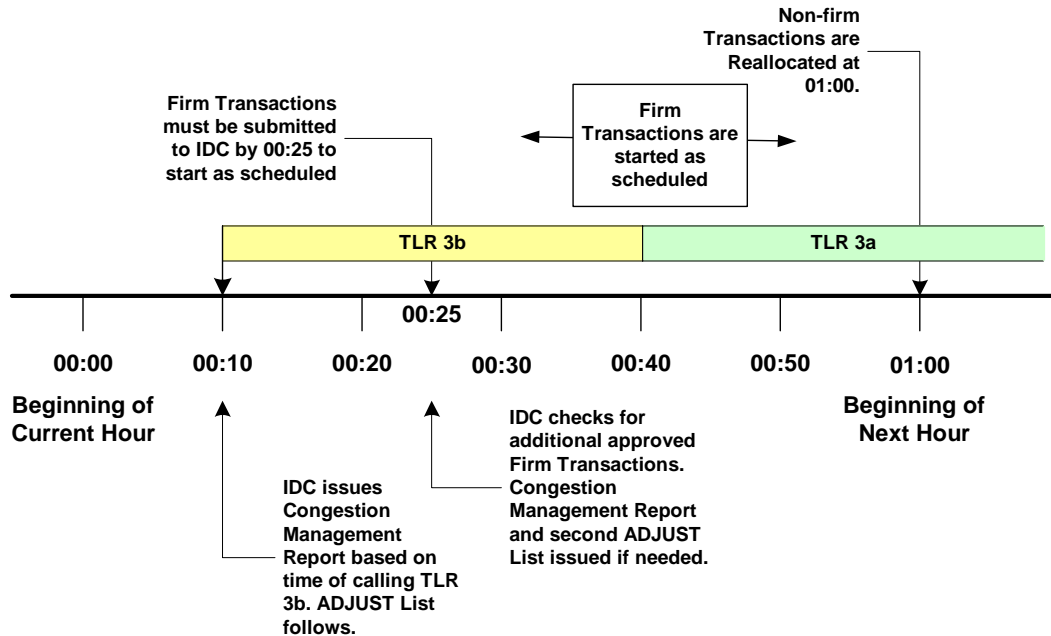 Non-firm
Transactions are
Reallocated at
01:00.
Firm Transactions
must be submitted
to IDC by 00:25 to
start as scheduled
Firm
Transactions are
started as
scheduled
TLR 3b
TLR 3a
00:25
00:00
00:10
00:20
00:30
00:40
00:50
01:00
Beginning of
Current Hour
Beginning of
Next Hour
IDC issues
Congestion
Management
Report based on
time of calling TLR
3b. ADJUST List
follows.
IDC checks for
additional approved
Firm Transactions.
Congestion
Management Report
and second ADJUST
List issued if needed.